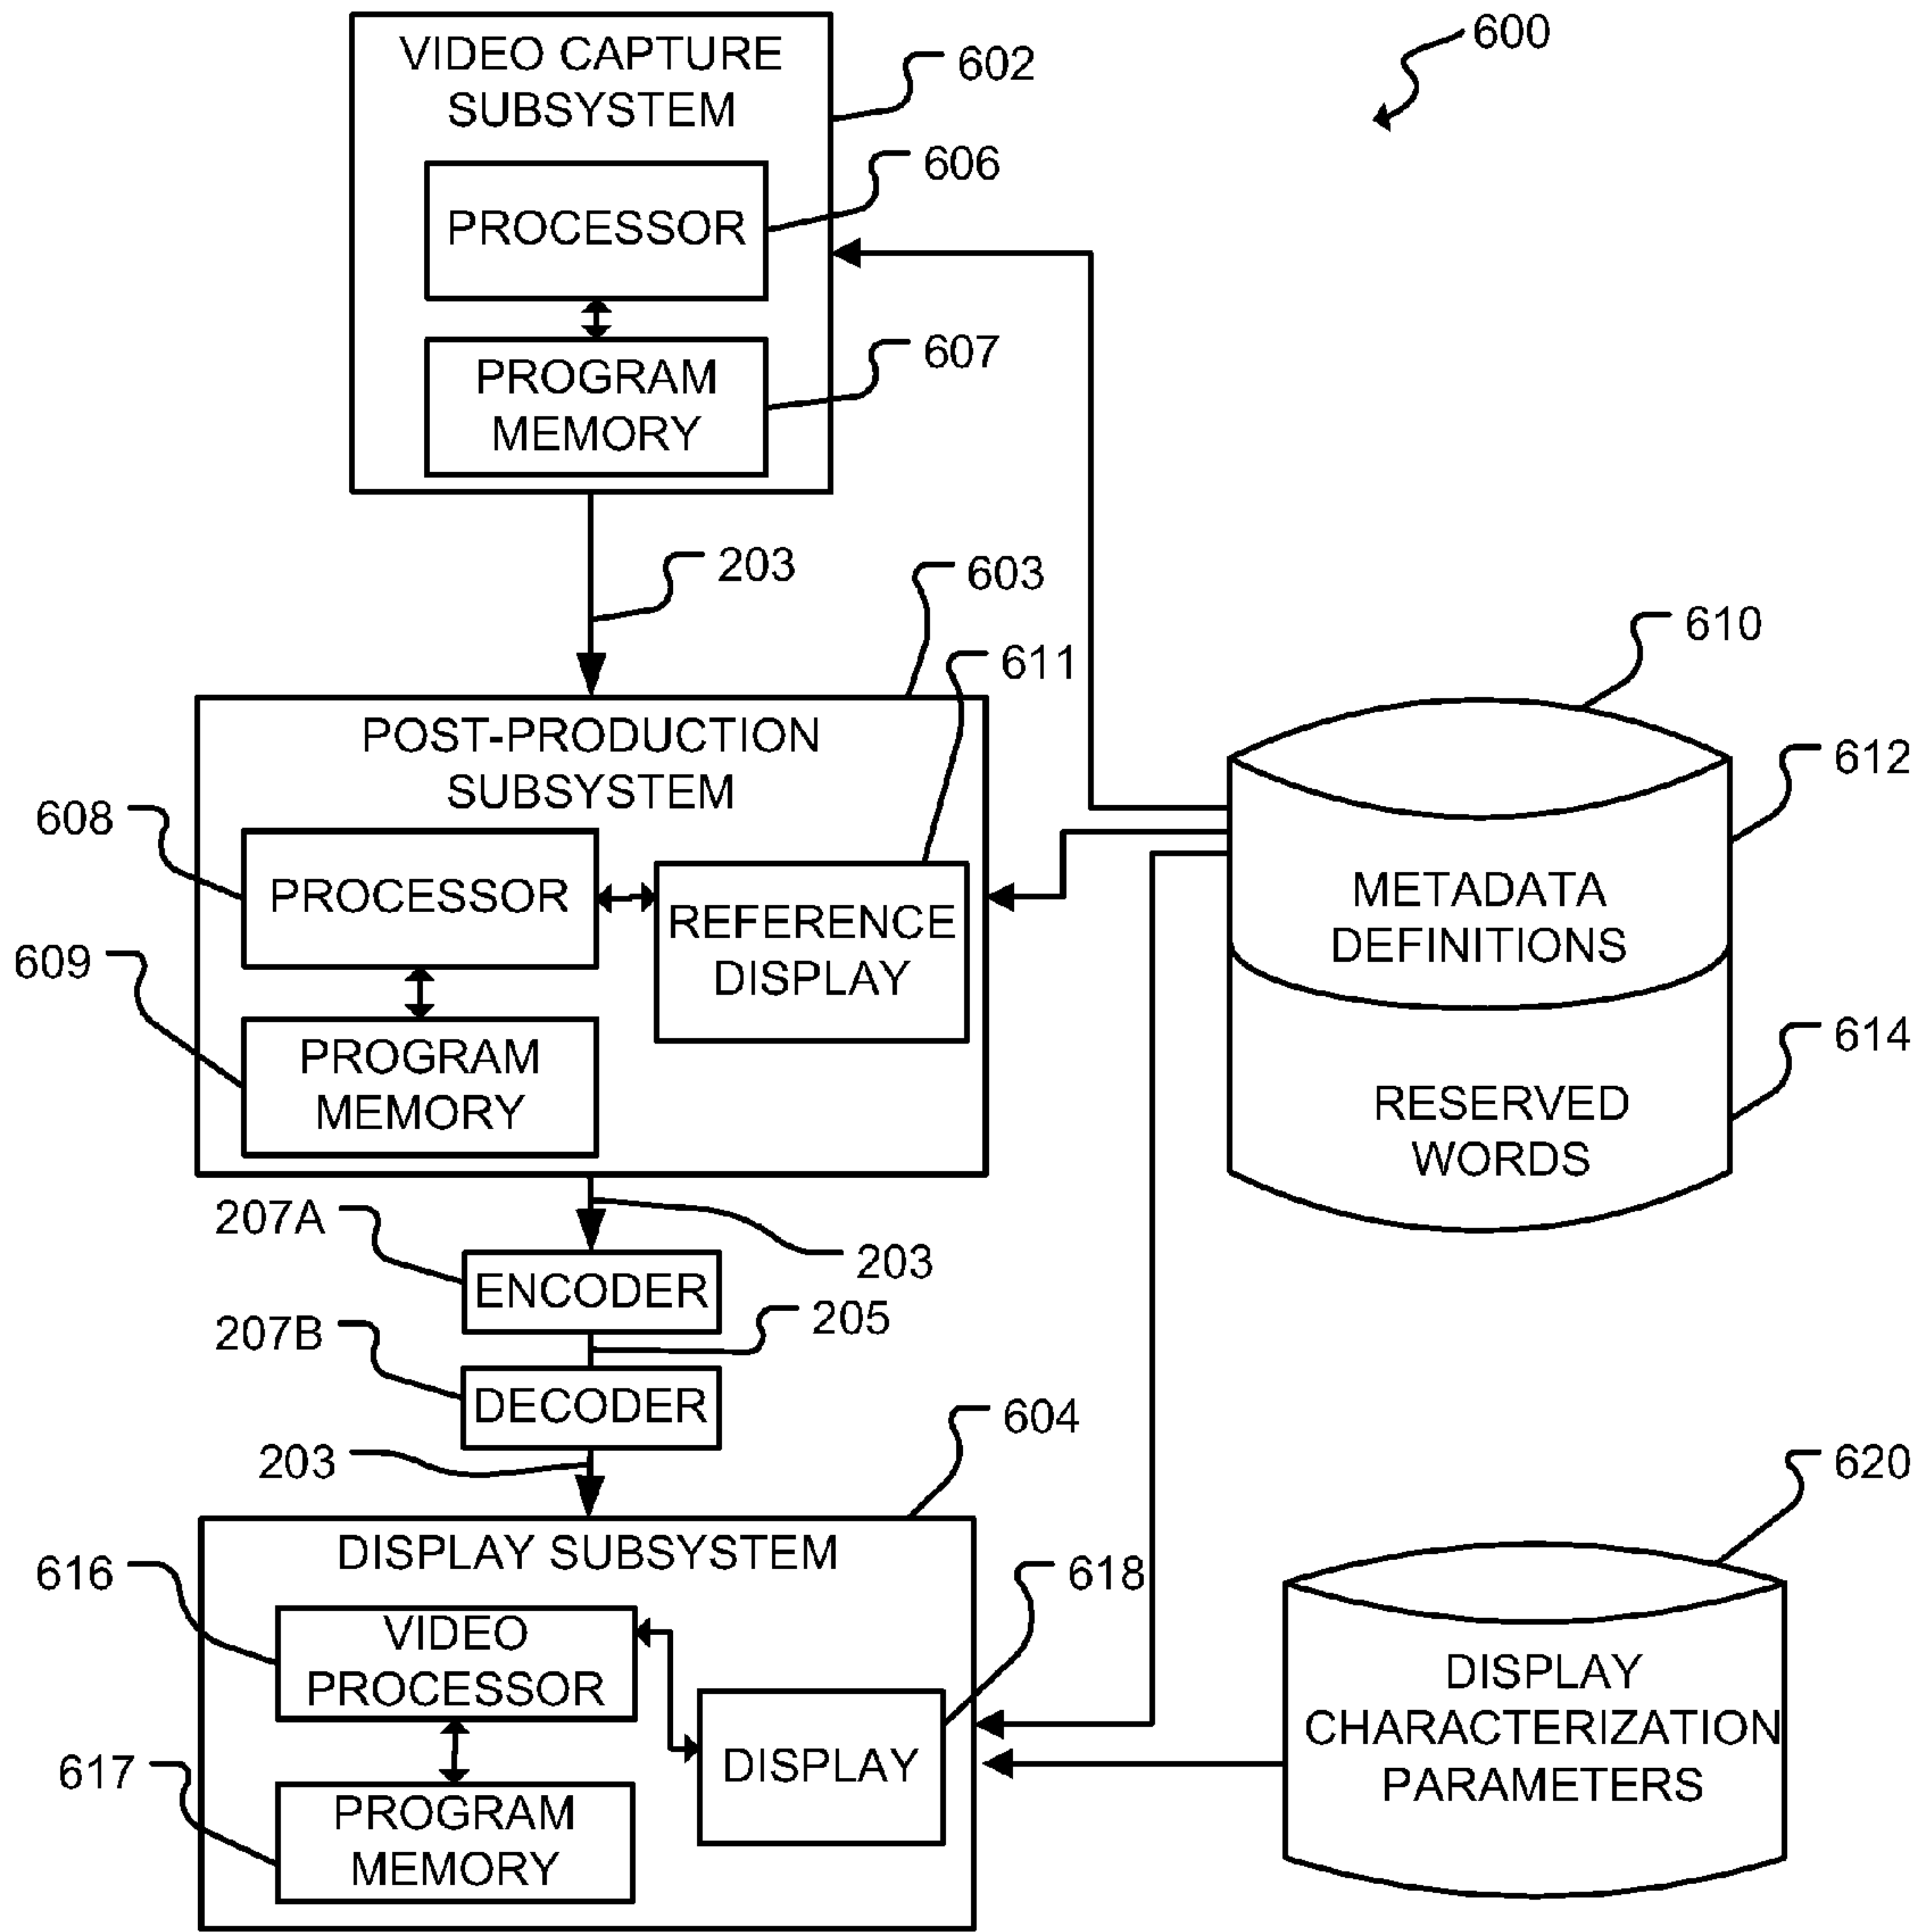 600
VIDEO CAPTURE
SUBSYSTEM
602
PROCESSOR
606
PROGRAM
MEMORY
607
203
603
611
POST-PRODUCTION
SUBSYSTEM
608
PROCESSOR
REFERENCE
DISPLAY
609
PROGRAM
MEMORY
610
612
METADATA
DEFINITIONS
614
RESERVED
WORDS
207A
ENCODER
203
205
207B
DECODER
203
604
DISPLAY SUBSYSTEM
616
VIDEO
PROCESSOR
618
DISPLAY
617
PROGRAM
MEMORY
620
DISPLAY
CHARACTERIZATION
PARAMETERS